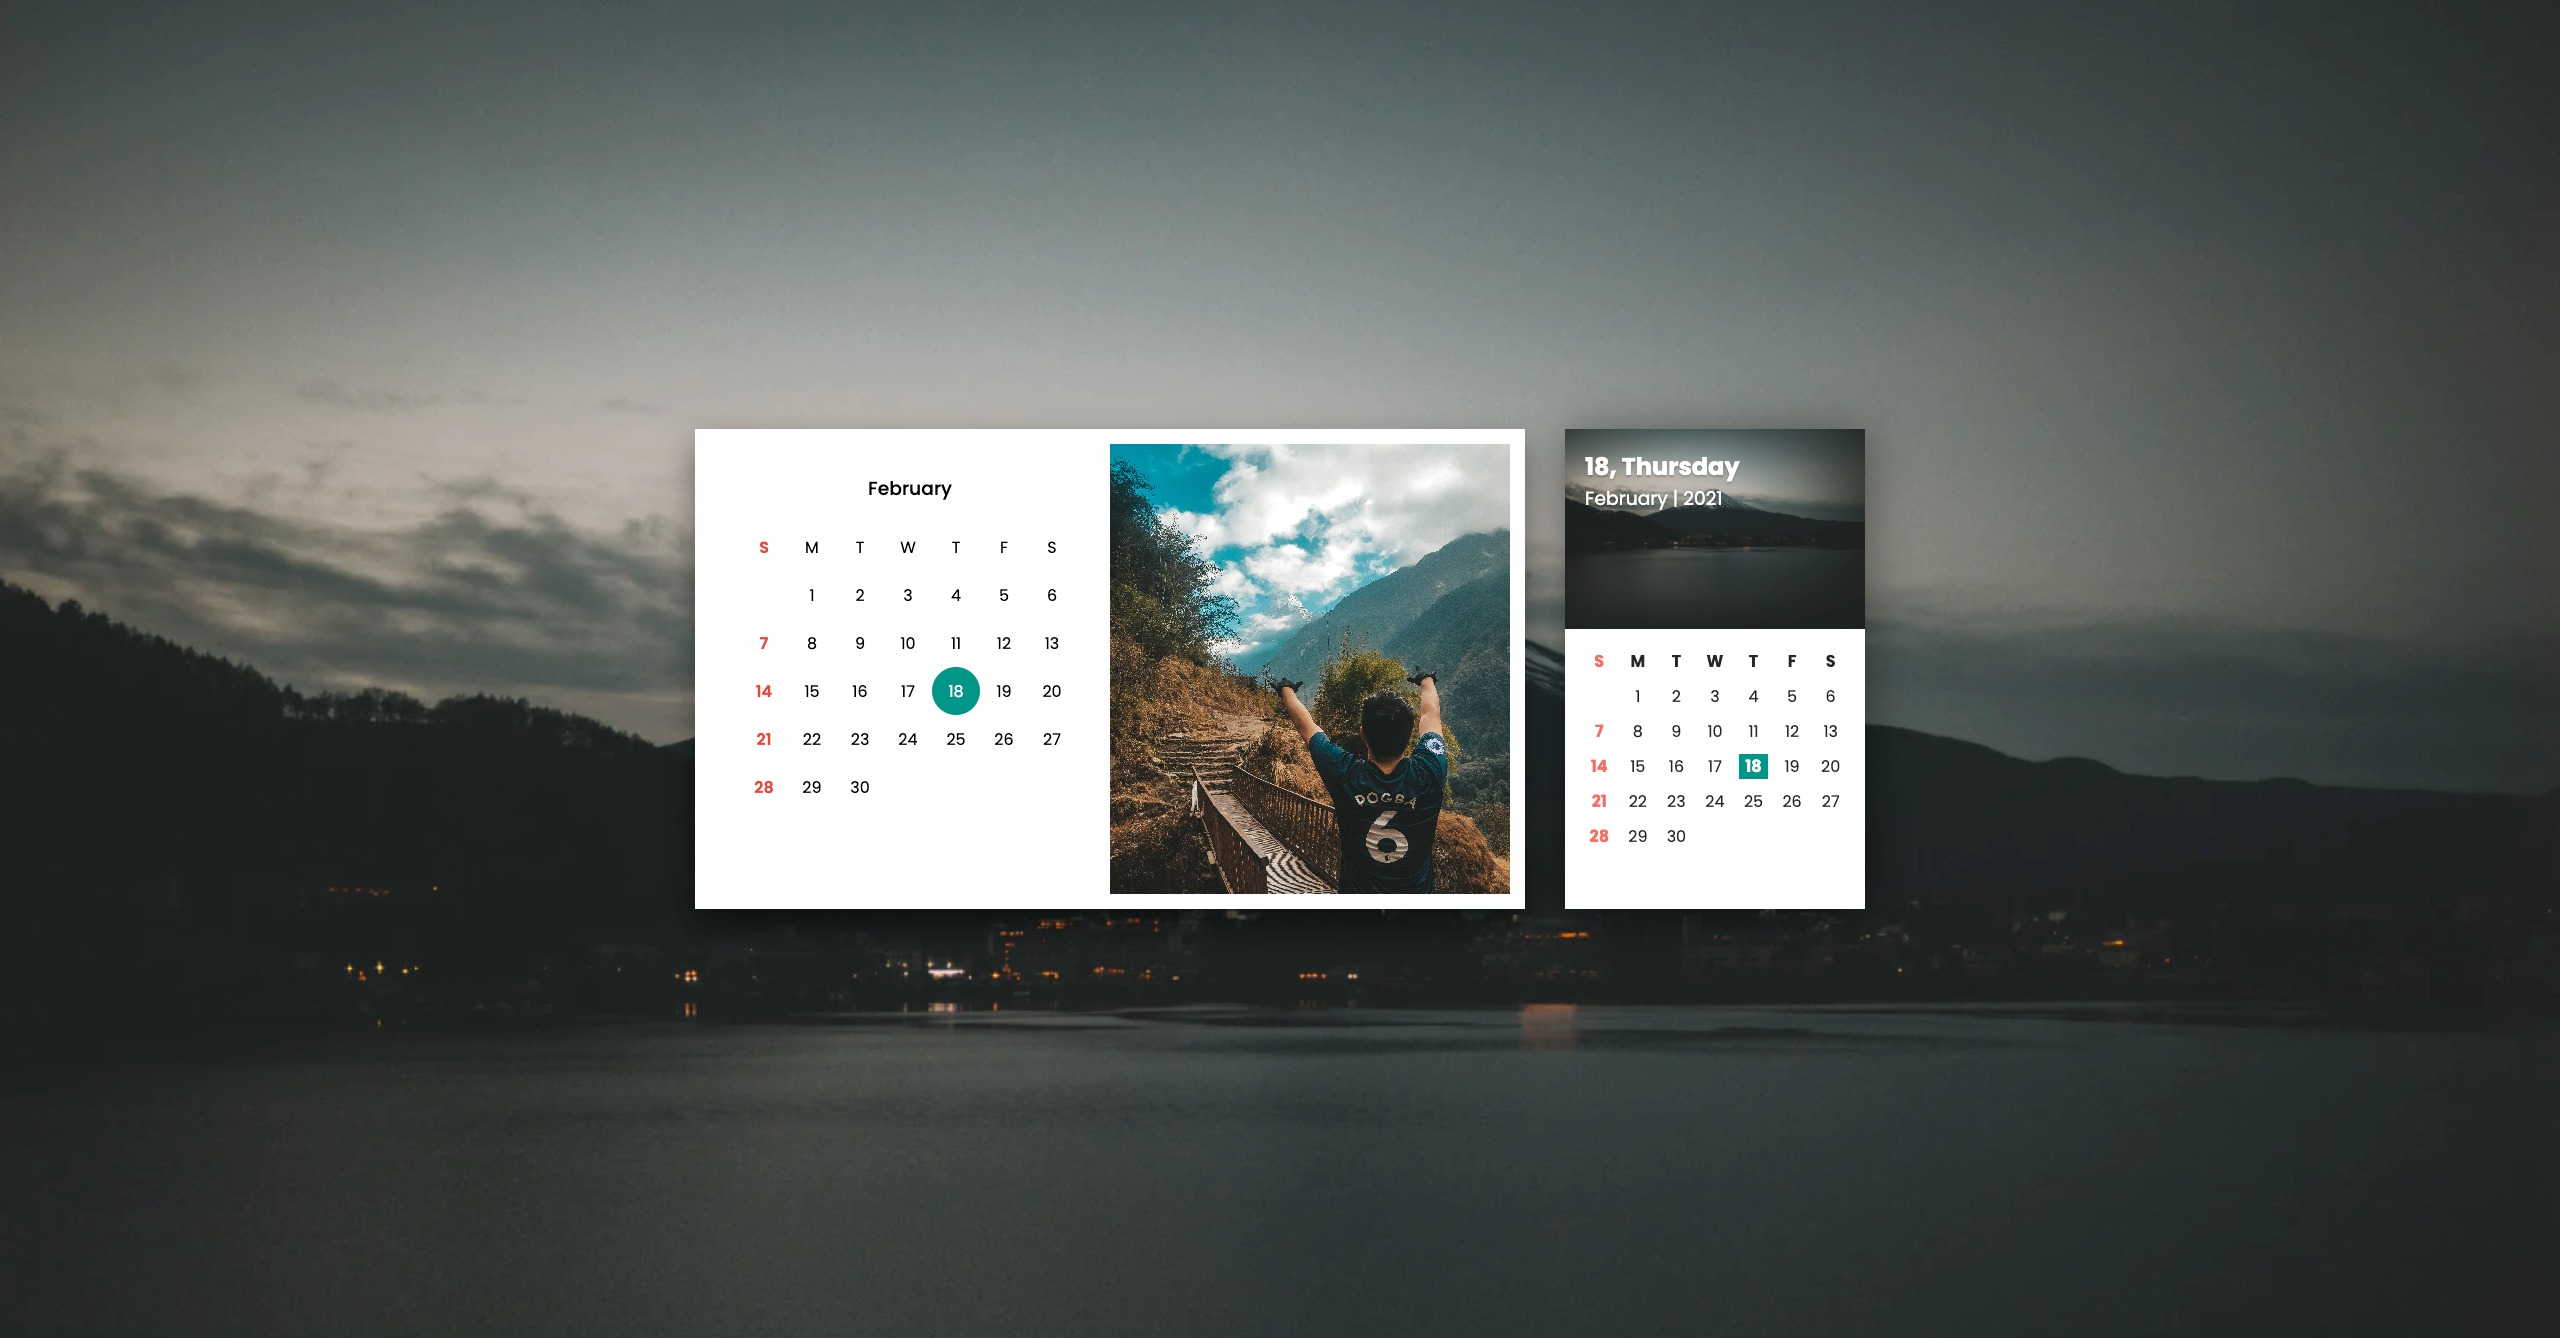 February
S M T W T F S
1 2 3 4 5 6
7 8 9 10 11 12 13
14 15 16 17 18 19 20
21 22 23 24 25 26 27
28 29 30
POGBA
6
18, Thursday
February | 2021
S M T W T F S
1 2 3 4 5 6
7 8 9 10 11 12 13
14 15 16 17 18 19 20
21 22 23 24 25 26 27
28 29 30